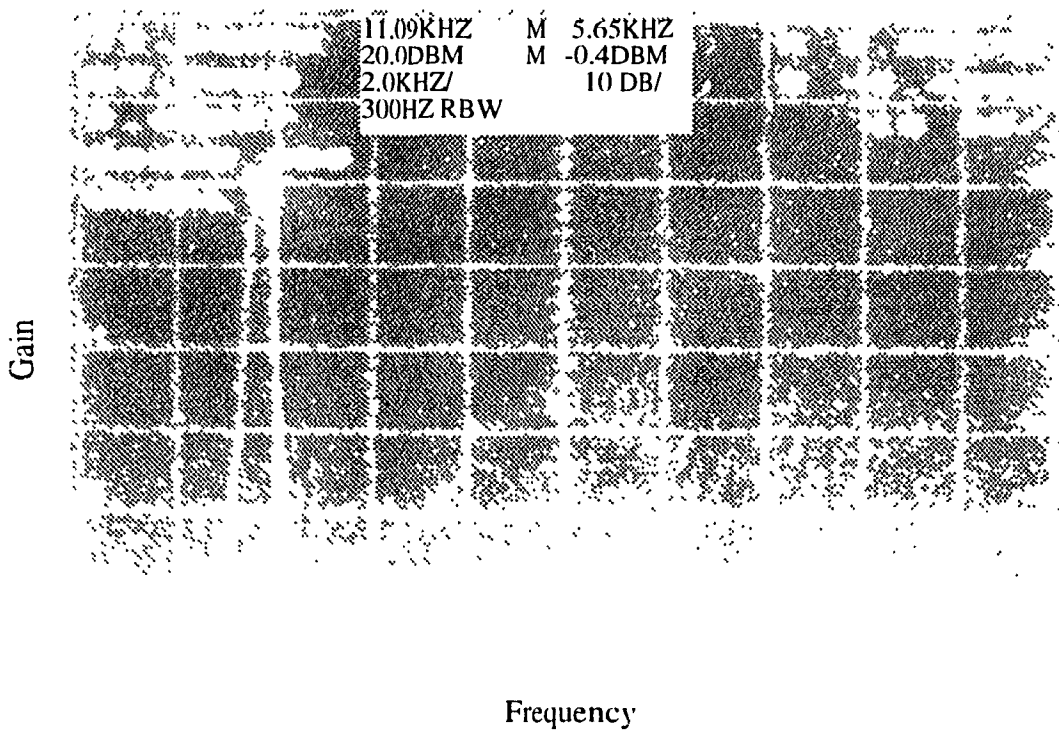 11.09KHZ M 5.65KHZ
20.0DBM M -0.4DBM
2.0KHZ/ 10 DB/
300HZ RBW
Gain
Frequency